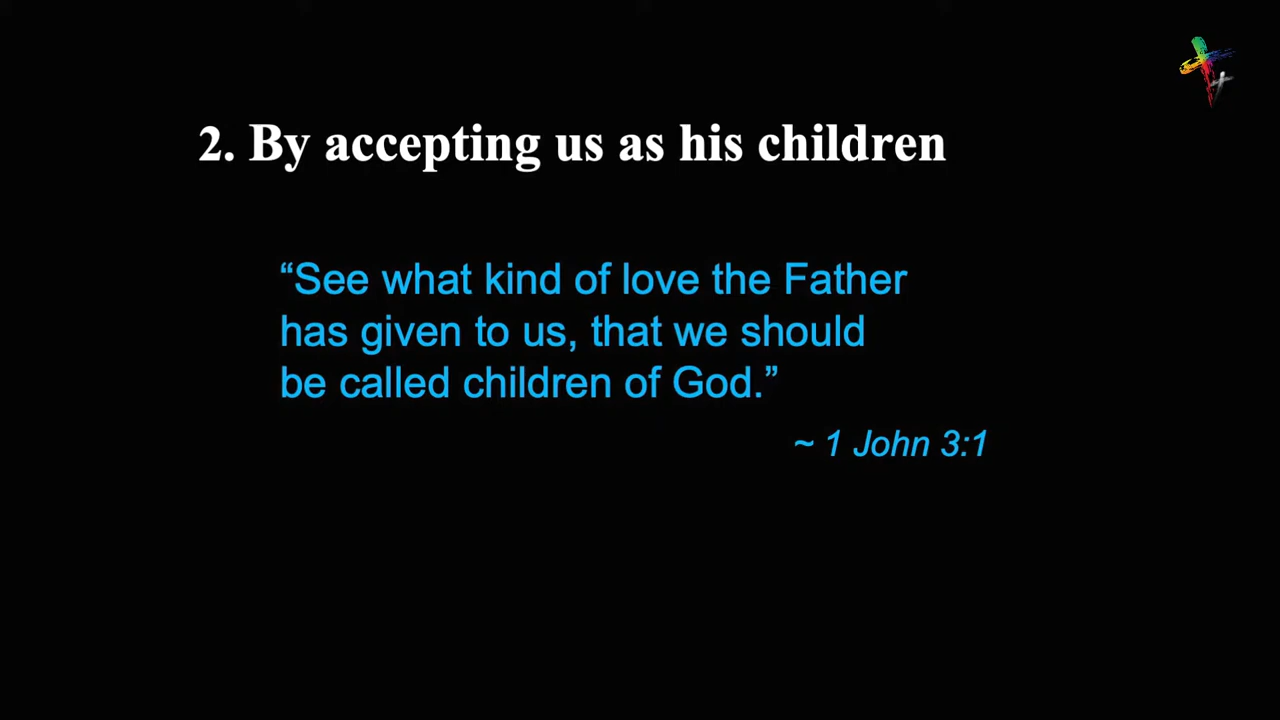 2. By accepting us as his children
“See what kind of love the Father
has given to us, that we should
be called children of God.”
~ 1 John 3:1